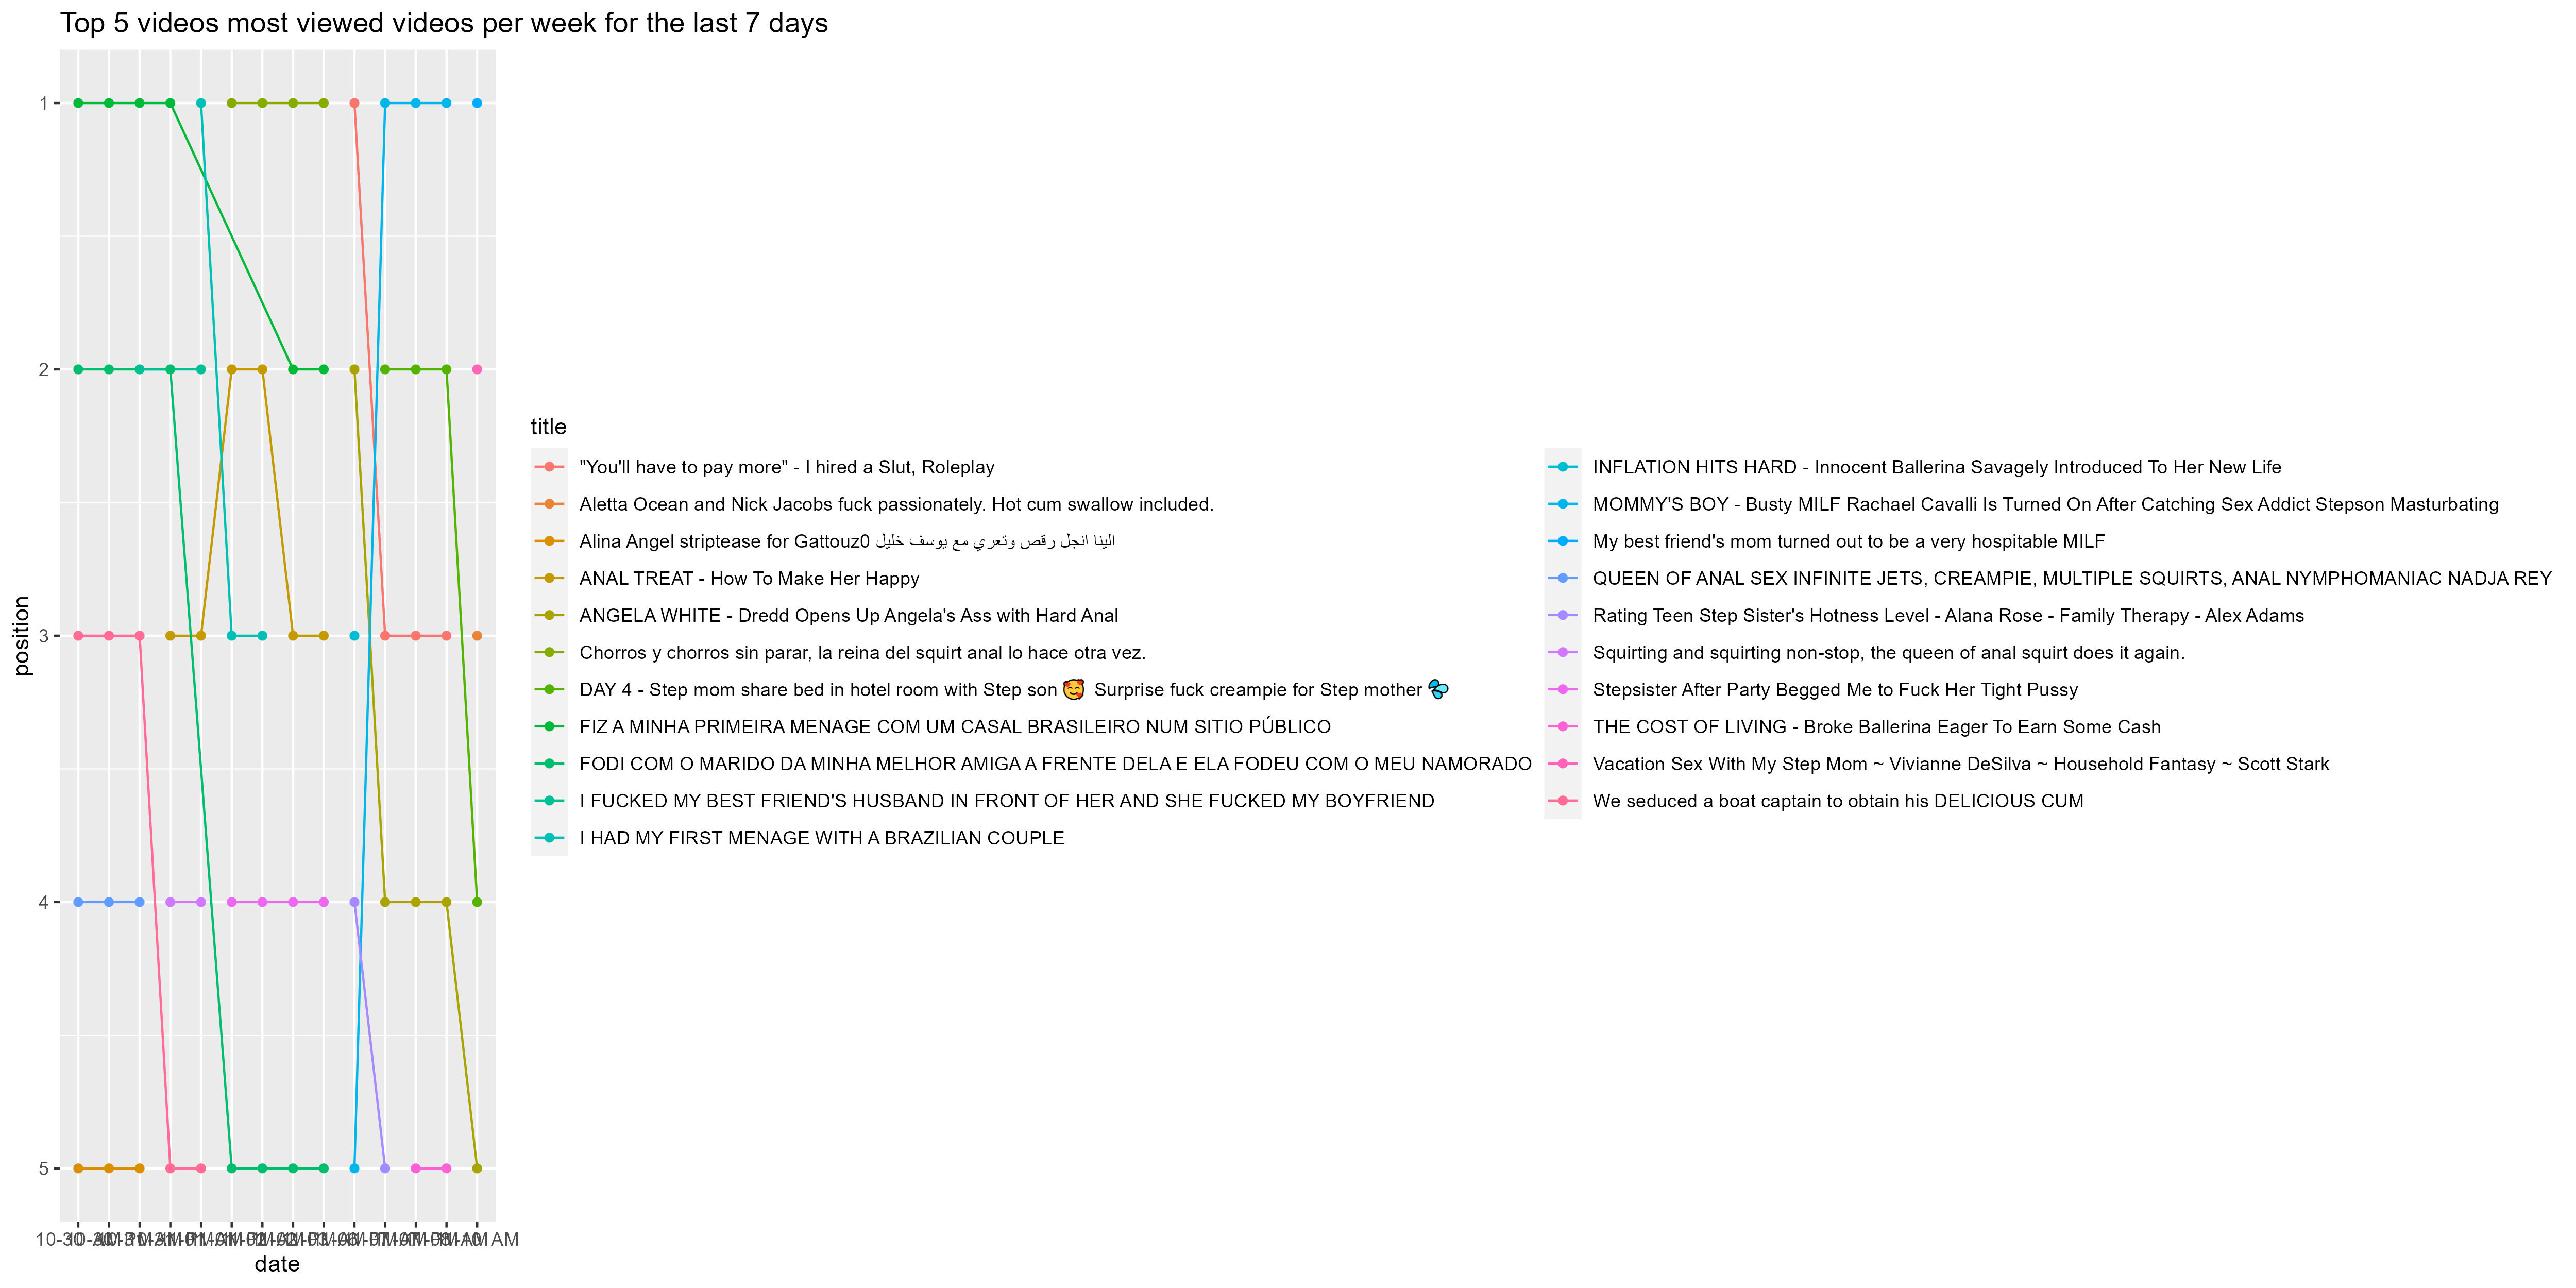 Top 5 videos most viewed videos per week for the last 7 days
1
2
3
4
5
position
date
title
"You'll have to pay more" - I hired a Slut, Roleplay
Aletta Ocean and Nick Jacobs fuck passionately. Hot cum swallow included.
Alina Angel striptease for Gattouz0 الينا انجل رقص وتعري مع يوسف خليل
ANAL TREAT - How To Make Her Happy
ANGELA WHITE - Dredd Opens Up Angela's Ass with Hard Anal
Chorros y chorros sin parar, la reina del squirt anal lo hace otra vez.
DAY 4 - Step mom share bed in hotel room with Step son 🥰 Surprise fuck creampie for Step mother 💦
FIZ A MINHA PRIMEIRA MENAGE COM UM CASAL BRASILEIRO NUM SITIO PÚBLICO
FODI COM O MARIDO DA MINHA MELHOR AMIGA A FRENTE DELA E ELA FODEU COM O MEU NAMORADO
I FUCKED MY BEST FRIEND'S HUSBAND IN FRONT OF HER AND SHE FUCKED MY BOYFRIEND
I HAD MY FIRST MENAGE WITH A BRAZILIAN COUPLE
INFLATION HITS HARD - Innocent Ballerina Savagely Introduced To Her New Life
MOMMY'S BOY - Busty MILF Rachael Cavalli Is Turned On After Catching Sex Addict Stepson Masturbating
My best friend's mom turned out to be a very hospitable MILF
QUEEN OF ANAL SEX INFINITE JETS, CREAMPIE, MULTIPLE SQUIRTS, ANAL NYMPHOMANIAC NADJA REY
Rating Teen Step Sister's Hotness Level - Alana Rose - Family Therapy - Alex Adams
Squirting and squirting non-stop, the queen of anal squirt does it again.
Stepsister After Party Begged Me to Fuck Her Tight Pussy
THE COST OF LIVING - Broke Ballerina Eager To Earn Some Cash
Vacation Sex With My Step Mom ~ Vivianne DeSilva ~ Household Fantasy ~ Scott Stark
We seduced a boat captain to obtain his DELICIOUS CUM